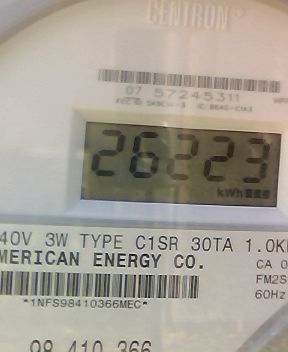 CENTRON
07 57245311
26223
kWh
40V 3W TYPE C1SR 30TA 1.0K
MERICAN ENERGY CO.
CA 0
FM2S
60Hz
*1NFS98410366MEC*
98 410 366